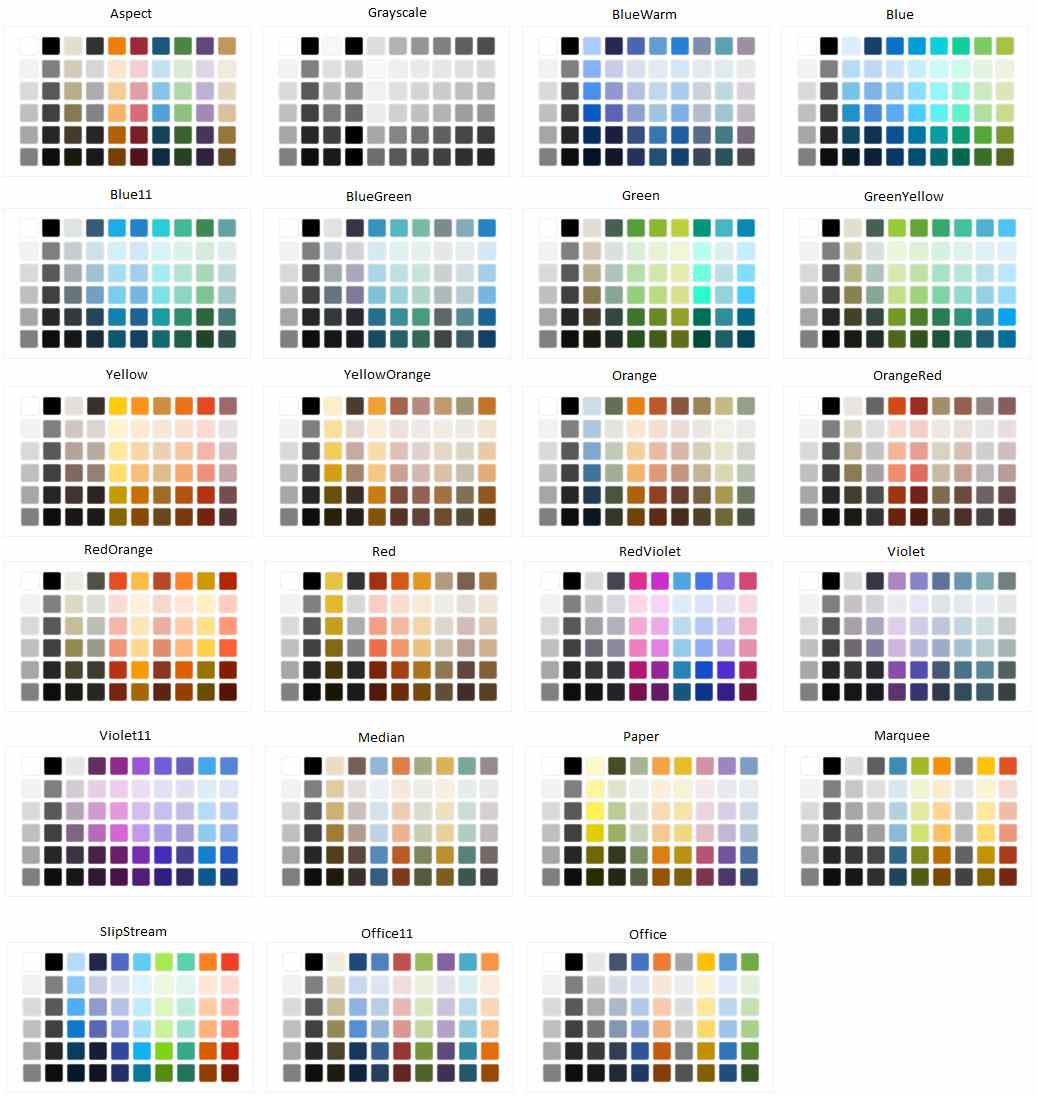 Aspect
Grayscale
BlueWarm
Blue
Blue11
BlueGreen
Green
GreenYellow
Yellow
YellowOrange
Orange
OrangeRed
RedOrange
Red
RedViolet
Violet
Violet11
Median
Paper
Marquee
SlipStream
Office11
Office